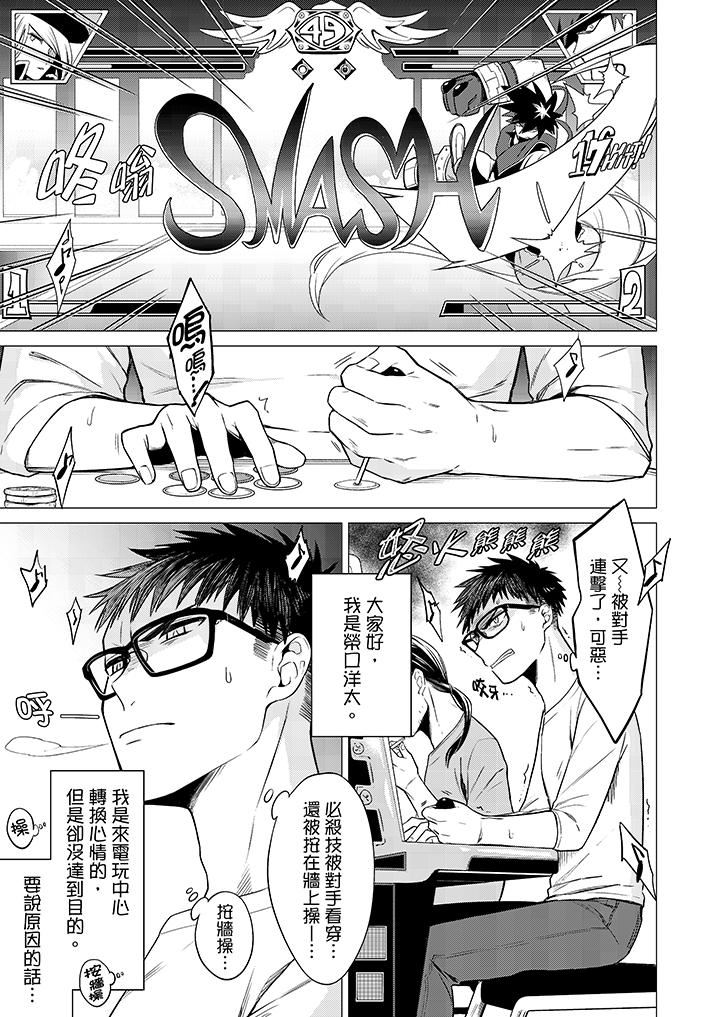 49
咚嗡
SMASH
17HIT!
1
2
嗚
嗚…!
又～被對手
連擊了，可惡…
怒火熊熊熊
咬牙…
大家好，
我是榮口洋太。
必殺技被對手看穿…
還被按在牆上操—…
按牆操…
呼
我是來電玩中心
轉換心情的，
但是卻沒達到目的。
操
按牆操
要說原因的話…